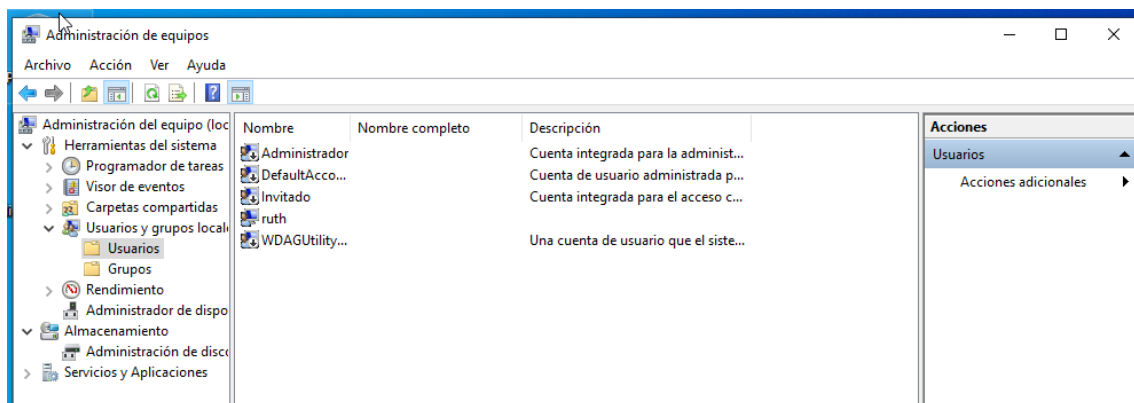 Administración de equipos
Archivo Acción Ver Ayuda
Administración del equipo (loc
Herramientas del sistema
Programador de tareas
Visor de eventos
Carpetas compartidas
Usuarios y grupos local
Usuarios
Grupos
Rendimiento
Administrador de dispo
Almacenamiento
Administración de disco
Servicios y Aplicaciones
Nombre Nombre completo Descripción
Administrador Cuenta integrada para la administ...
DefaultAcco... Cuenta de usuario administrada p...
Invitado Cuenta integrada para el acceso c...
ruth
WDAGUtility... Una cuenta de usuario que el siste...
Acciones
Usuarios
Acciones adicionales